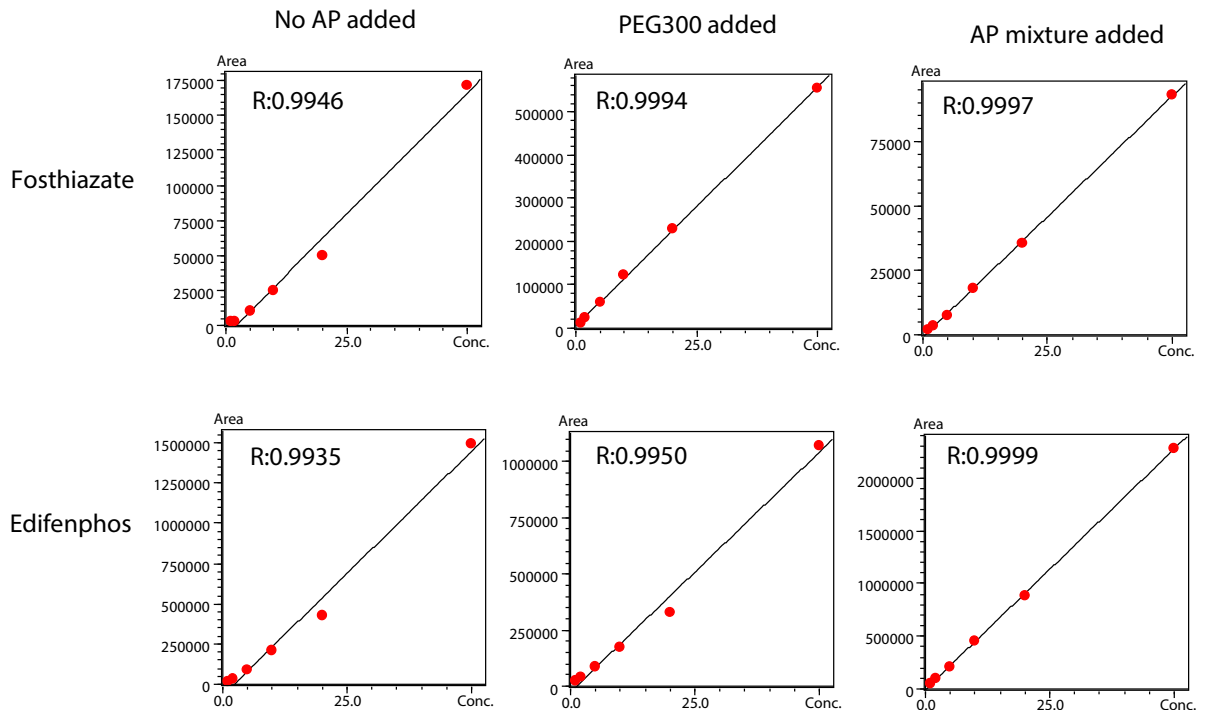 No AP added
PEG300 added
AP mixture added
Fosthiazate
Area
R:0.9946
175000
150000
125000
100000
75000
50000
25000
0
0.0
25.0
Conc.
Area
R:0.9994
500000
400000
300000
200000
100000
0
0.0
25.0
Conc.
Area
R:0.9997
75000
50000
25000
0
0.0
25.0
Conc.
Edifenphos
Area
R:0.9935
1500000
1250000
1000000
750000
500000
250000
0
0.0
25.0
Conc.
Area
R:0.9950
1000000
750000
500000
250000
0
0.0
25.0
Conc.
Area
R:0.9999
2000000
1500000
1000000
500000
0
0.0
25.0
Conc.